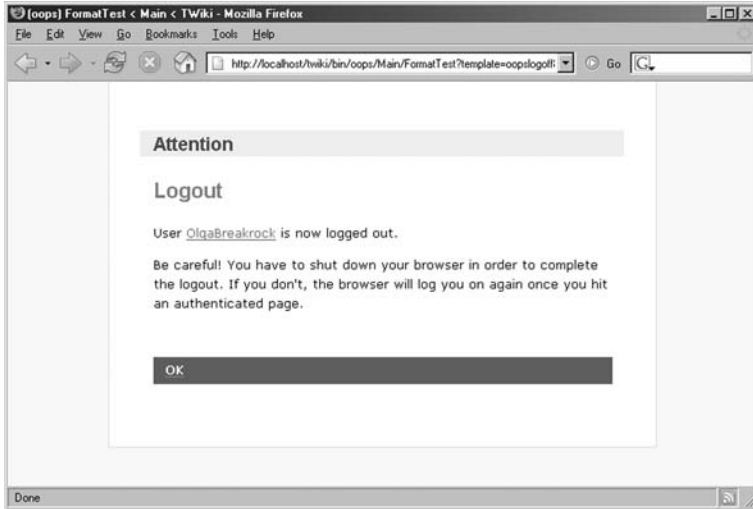 (oops) FormatTest < Main < TWiki - Mozilla Firefox
File Edit View Go Bookmarks Tools Help
http://localhost/twiki/bin/oops/Main/FormatTest?template=oopslogoff Go G
Attention
Logout
User OlgaBreakrock is now logged out.
Be careful! You have to shut down your browser in order to complete
the logout. If you don't, the browser will log you on again once you hit
an authenticated page.
OK
Done